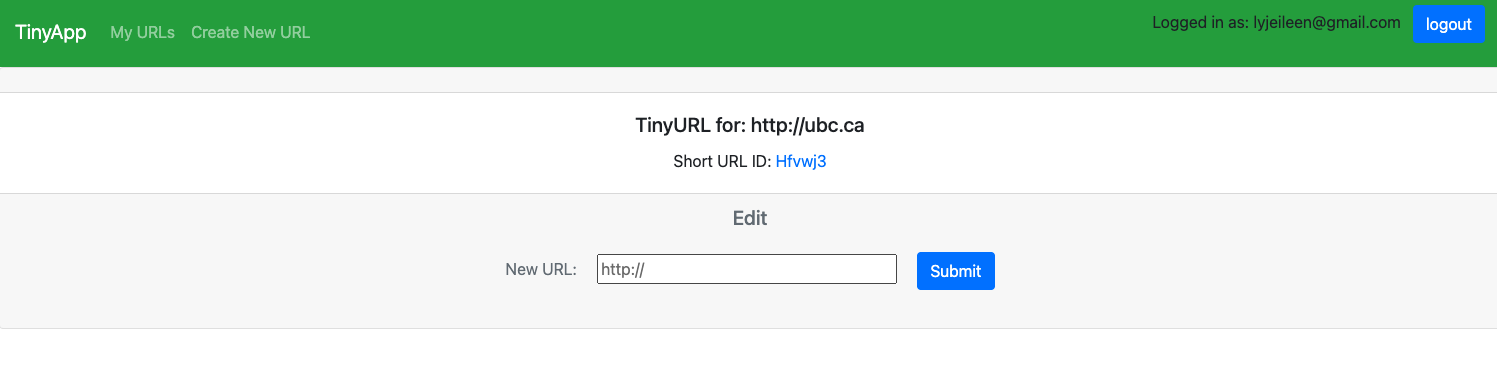 TinyApp My URLs Create New URL Logged in as: lyjeileen@gmail.com logout
TinyURL for: http://ubc.ca
Short URL ID: Hfvwj3
Edit
New URL: http:// Submit